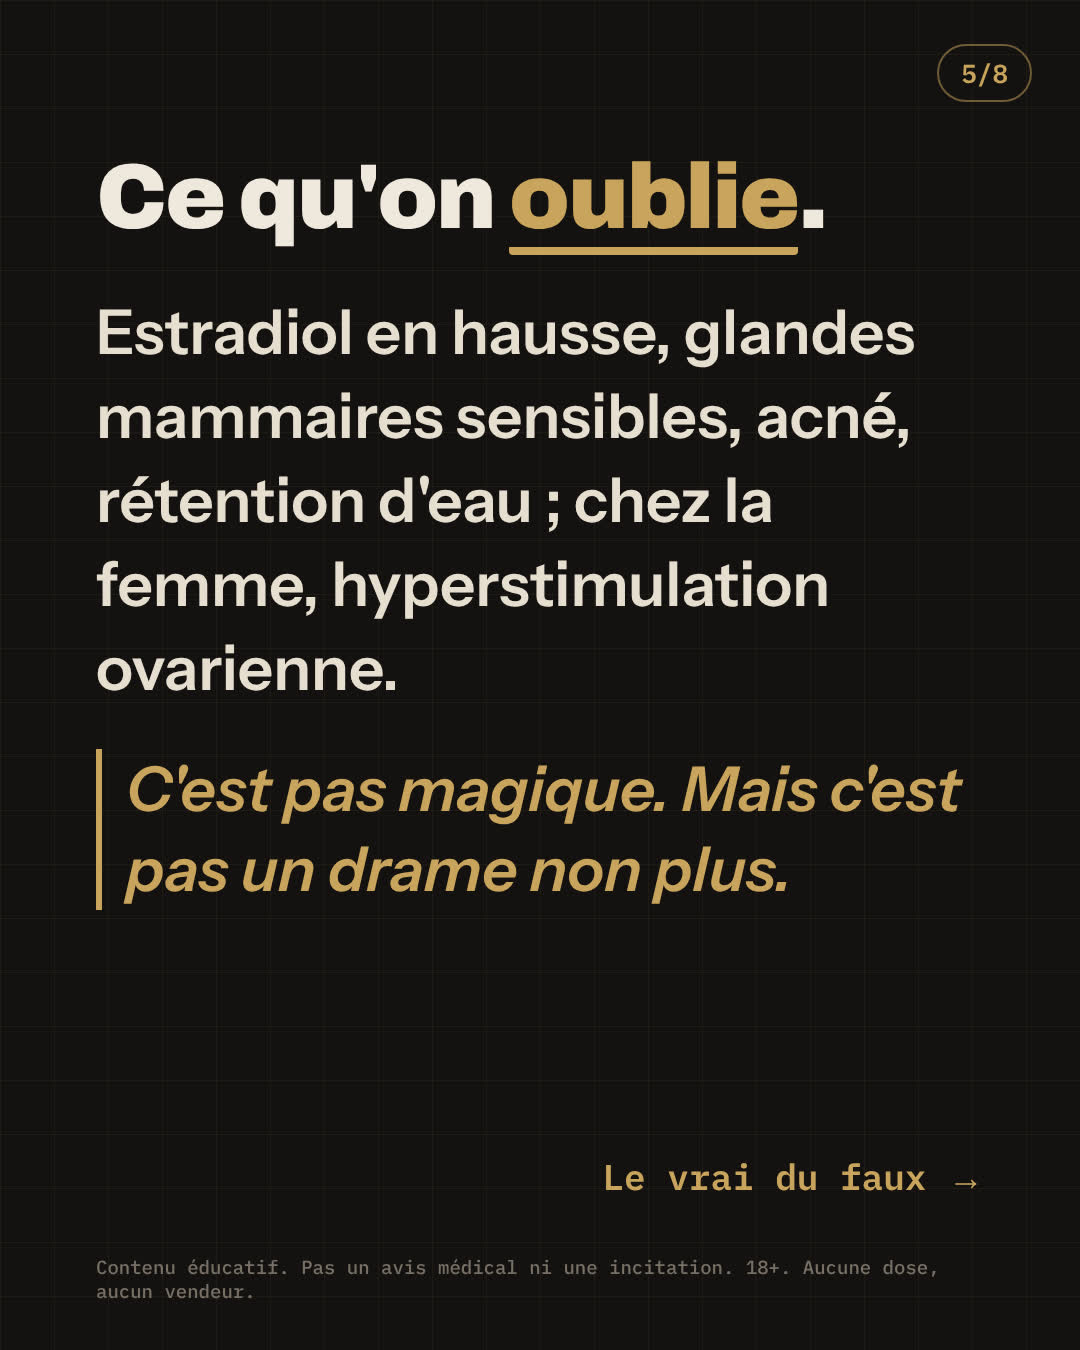 5/8
Ce qu'on oublie.
Estradiol en hausse, glandes
mammaires sensibles, acné,
rétention d'eau ; chez la
femme, hyperstimulation
ovarienne.
C'est pas magique. Mais c'est
pas un drame non plus.
Le vrai du faux →
Contenu éducatif. Pas un avis médical ni une incitation. 18+. Aucune dose,
aucun vendeur.